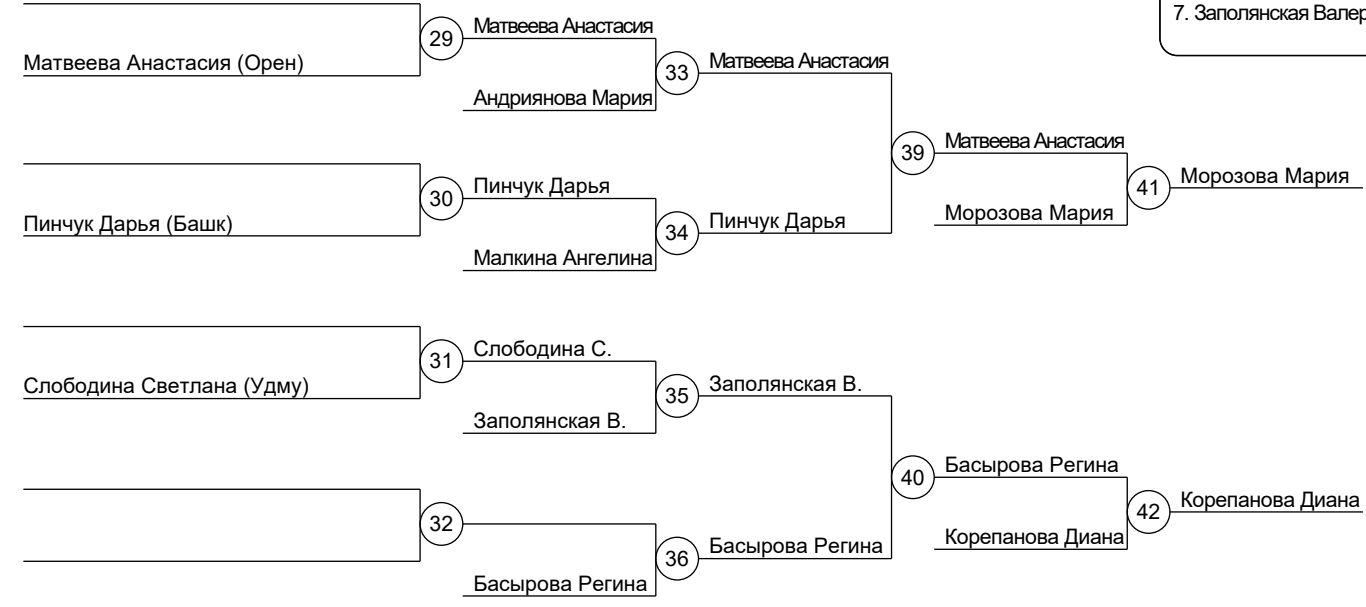 7. Заполянская Валер
Матвеева Анастасия
29
Матвеева Анастасия (Орен)
Матвеева Анастасия
33
Андриянова Мария
Матвеева Анастасия
39
Морозова Мария
41
Пинчук Дарья
30
Морозова Мария
Пинчук Дарья (Башк)
Пинчук Дарья
34
Малкина Ангелина
Слободина С.
31
Слободина Светлана (Удму)
Заполянская В.
35
Заполянская В.
Басырова Регина
40
Корепанова Диана
42
32
Корепанова Диана
Басырова Регина
36
Басырова Регина